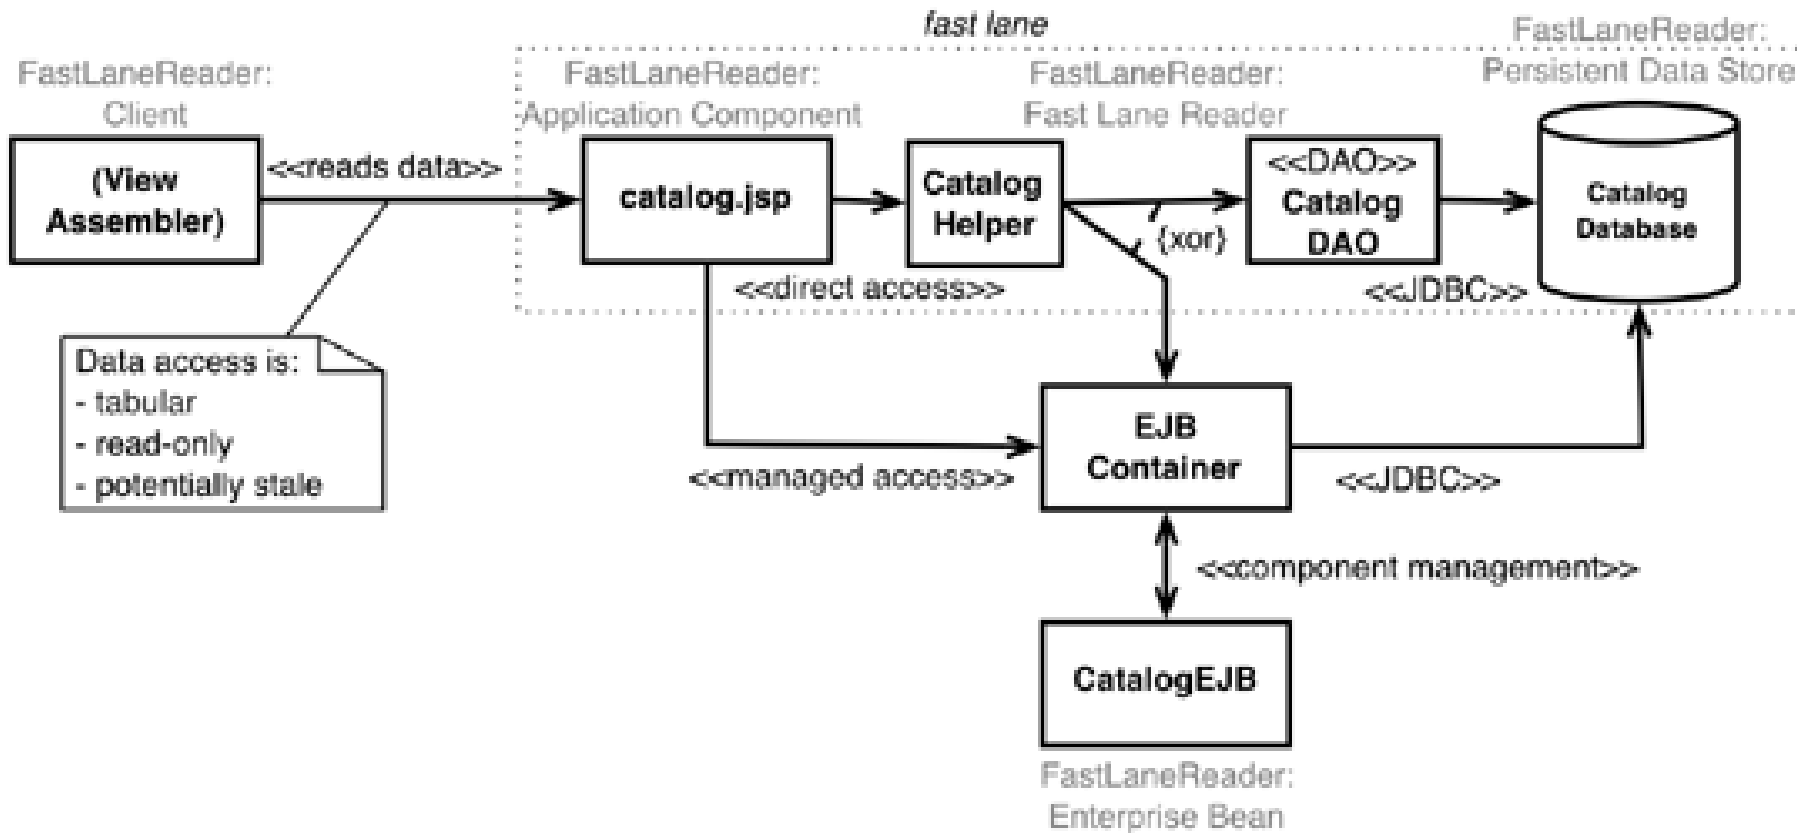 fast lane
FastLaneReader:
Client
FastLaneReader:
Application Component
FastLaneReader:
Fast Lane Reader
FastLaneReader:
Persistent Data Store
(View
Assembler)
<<reads data>>
catalog.jsp
Catalog
Helper
{xor}
<<DAO>>
Catalog
DAO
Catalog
Database
<<direct access>>
<<JDBC>>
Data access is:
- tabular
- read-only
- potentially stale
EJB
Container
<<managed access>>
<<JDBC>>
<<component management>>
CatalogEJB
FastLaneReader:
Enterprise Bean